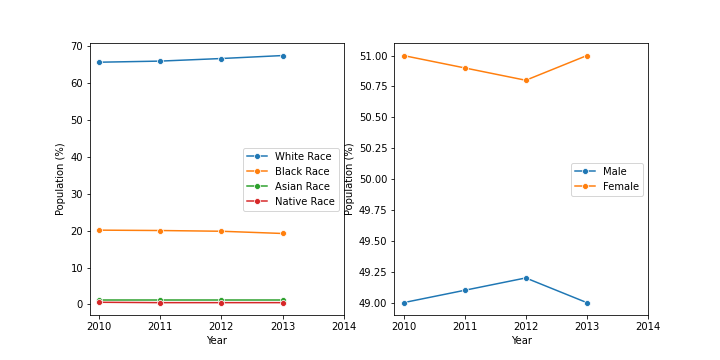 70
60
50
40
30
20
10
0
Population (%)
2010 2011 2012 2013 2014
Year
White Race
Black Race
Asian Race
Native Race
51.00
50.75
50.50
50.25
50.00
49.75
49.50
49.25
49.00
Population (%)
2010 2011 2012 2013 2014
Year
Male
Female